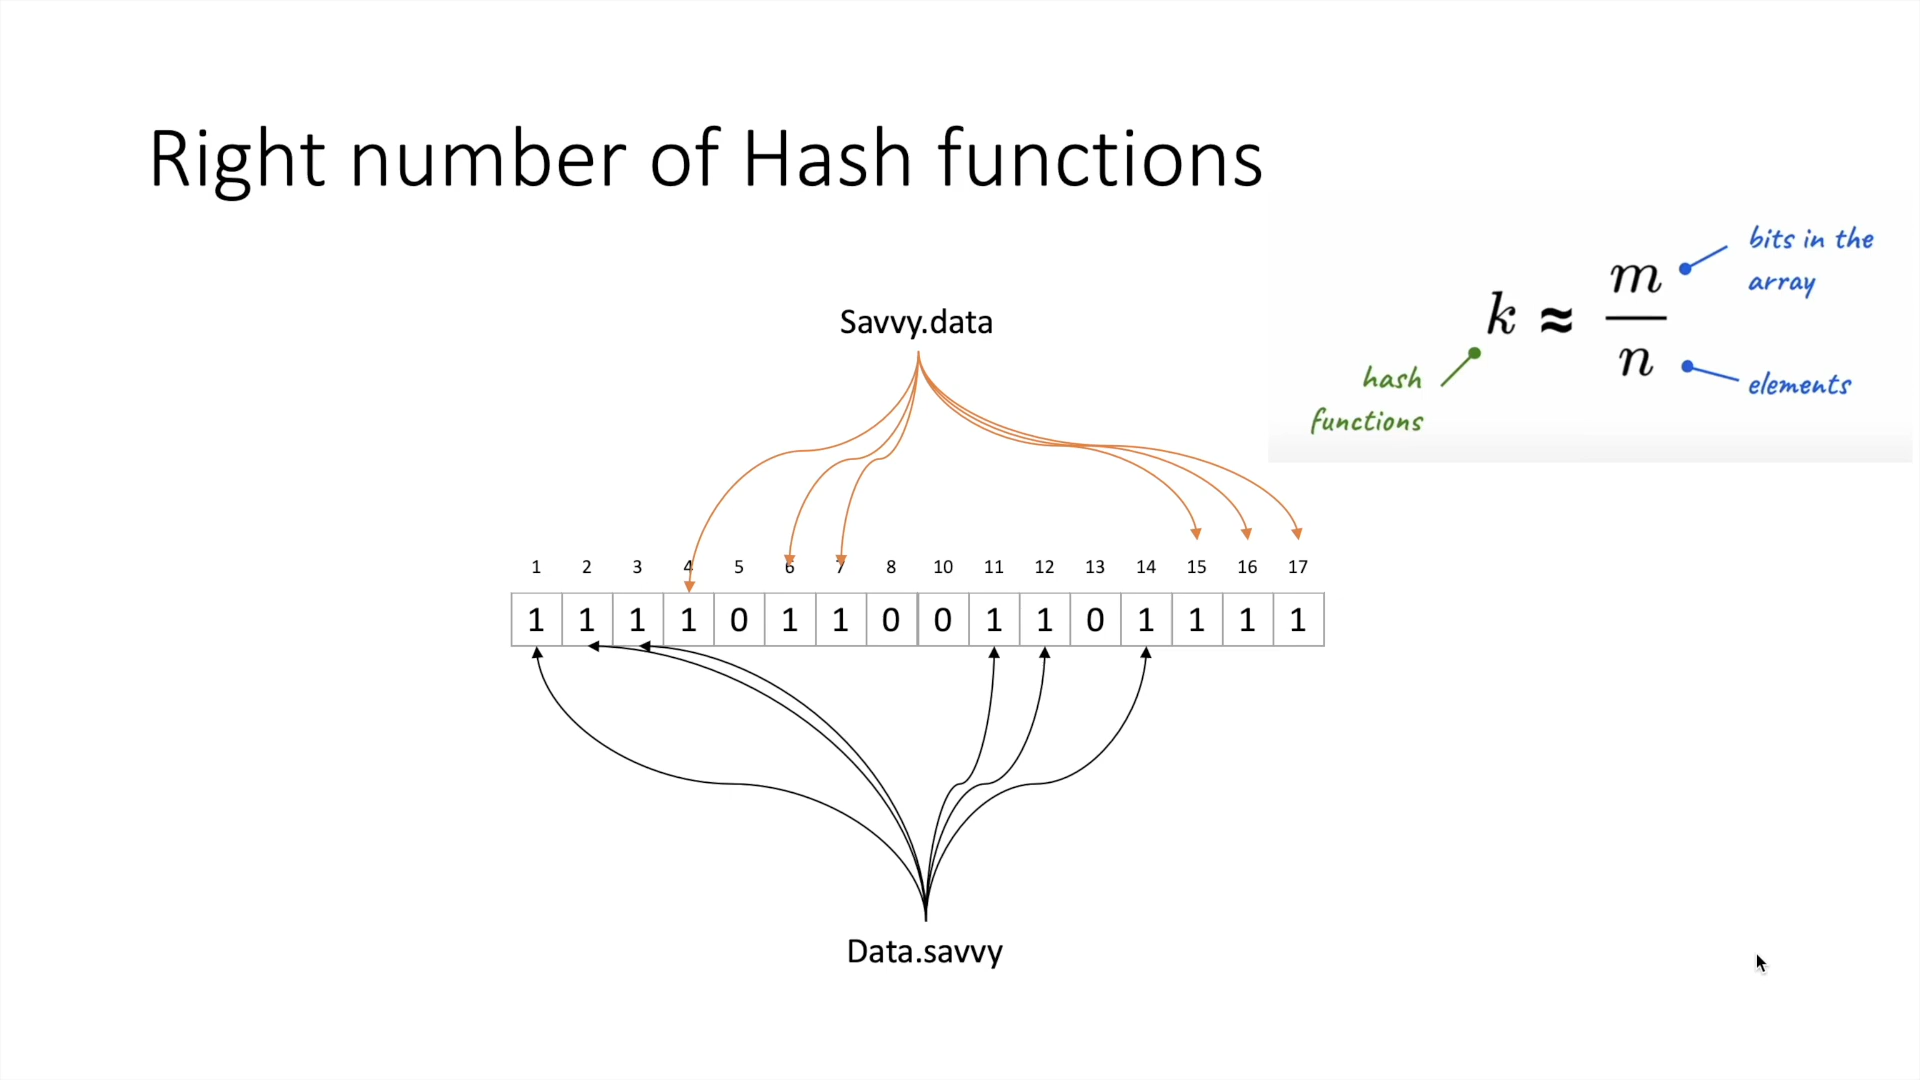 Right number of Hash functions
bits in the
array
k ≈ m
n
hash
functions
elements
Savvy.data
1 2 3 4 5 6 7 8 10 11 12 13 14 15 16 17
1 1 1 1 0 1 1 0 0 1 1 0 1 1 1 1
Data.savvy